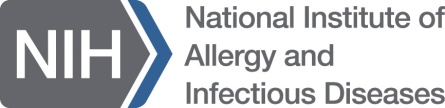 NIH
National Institute of
Allergy and
Infectious Diseases